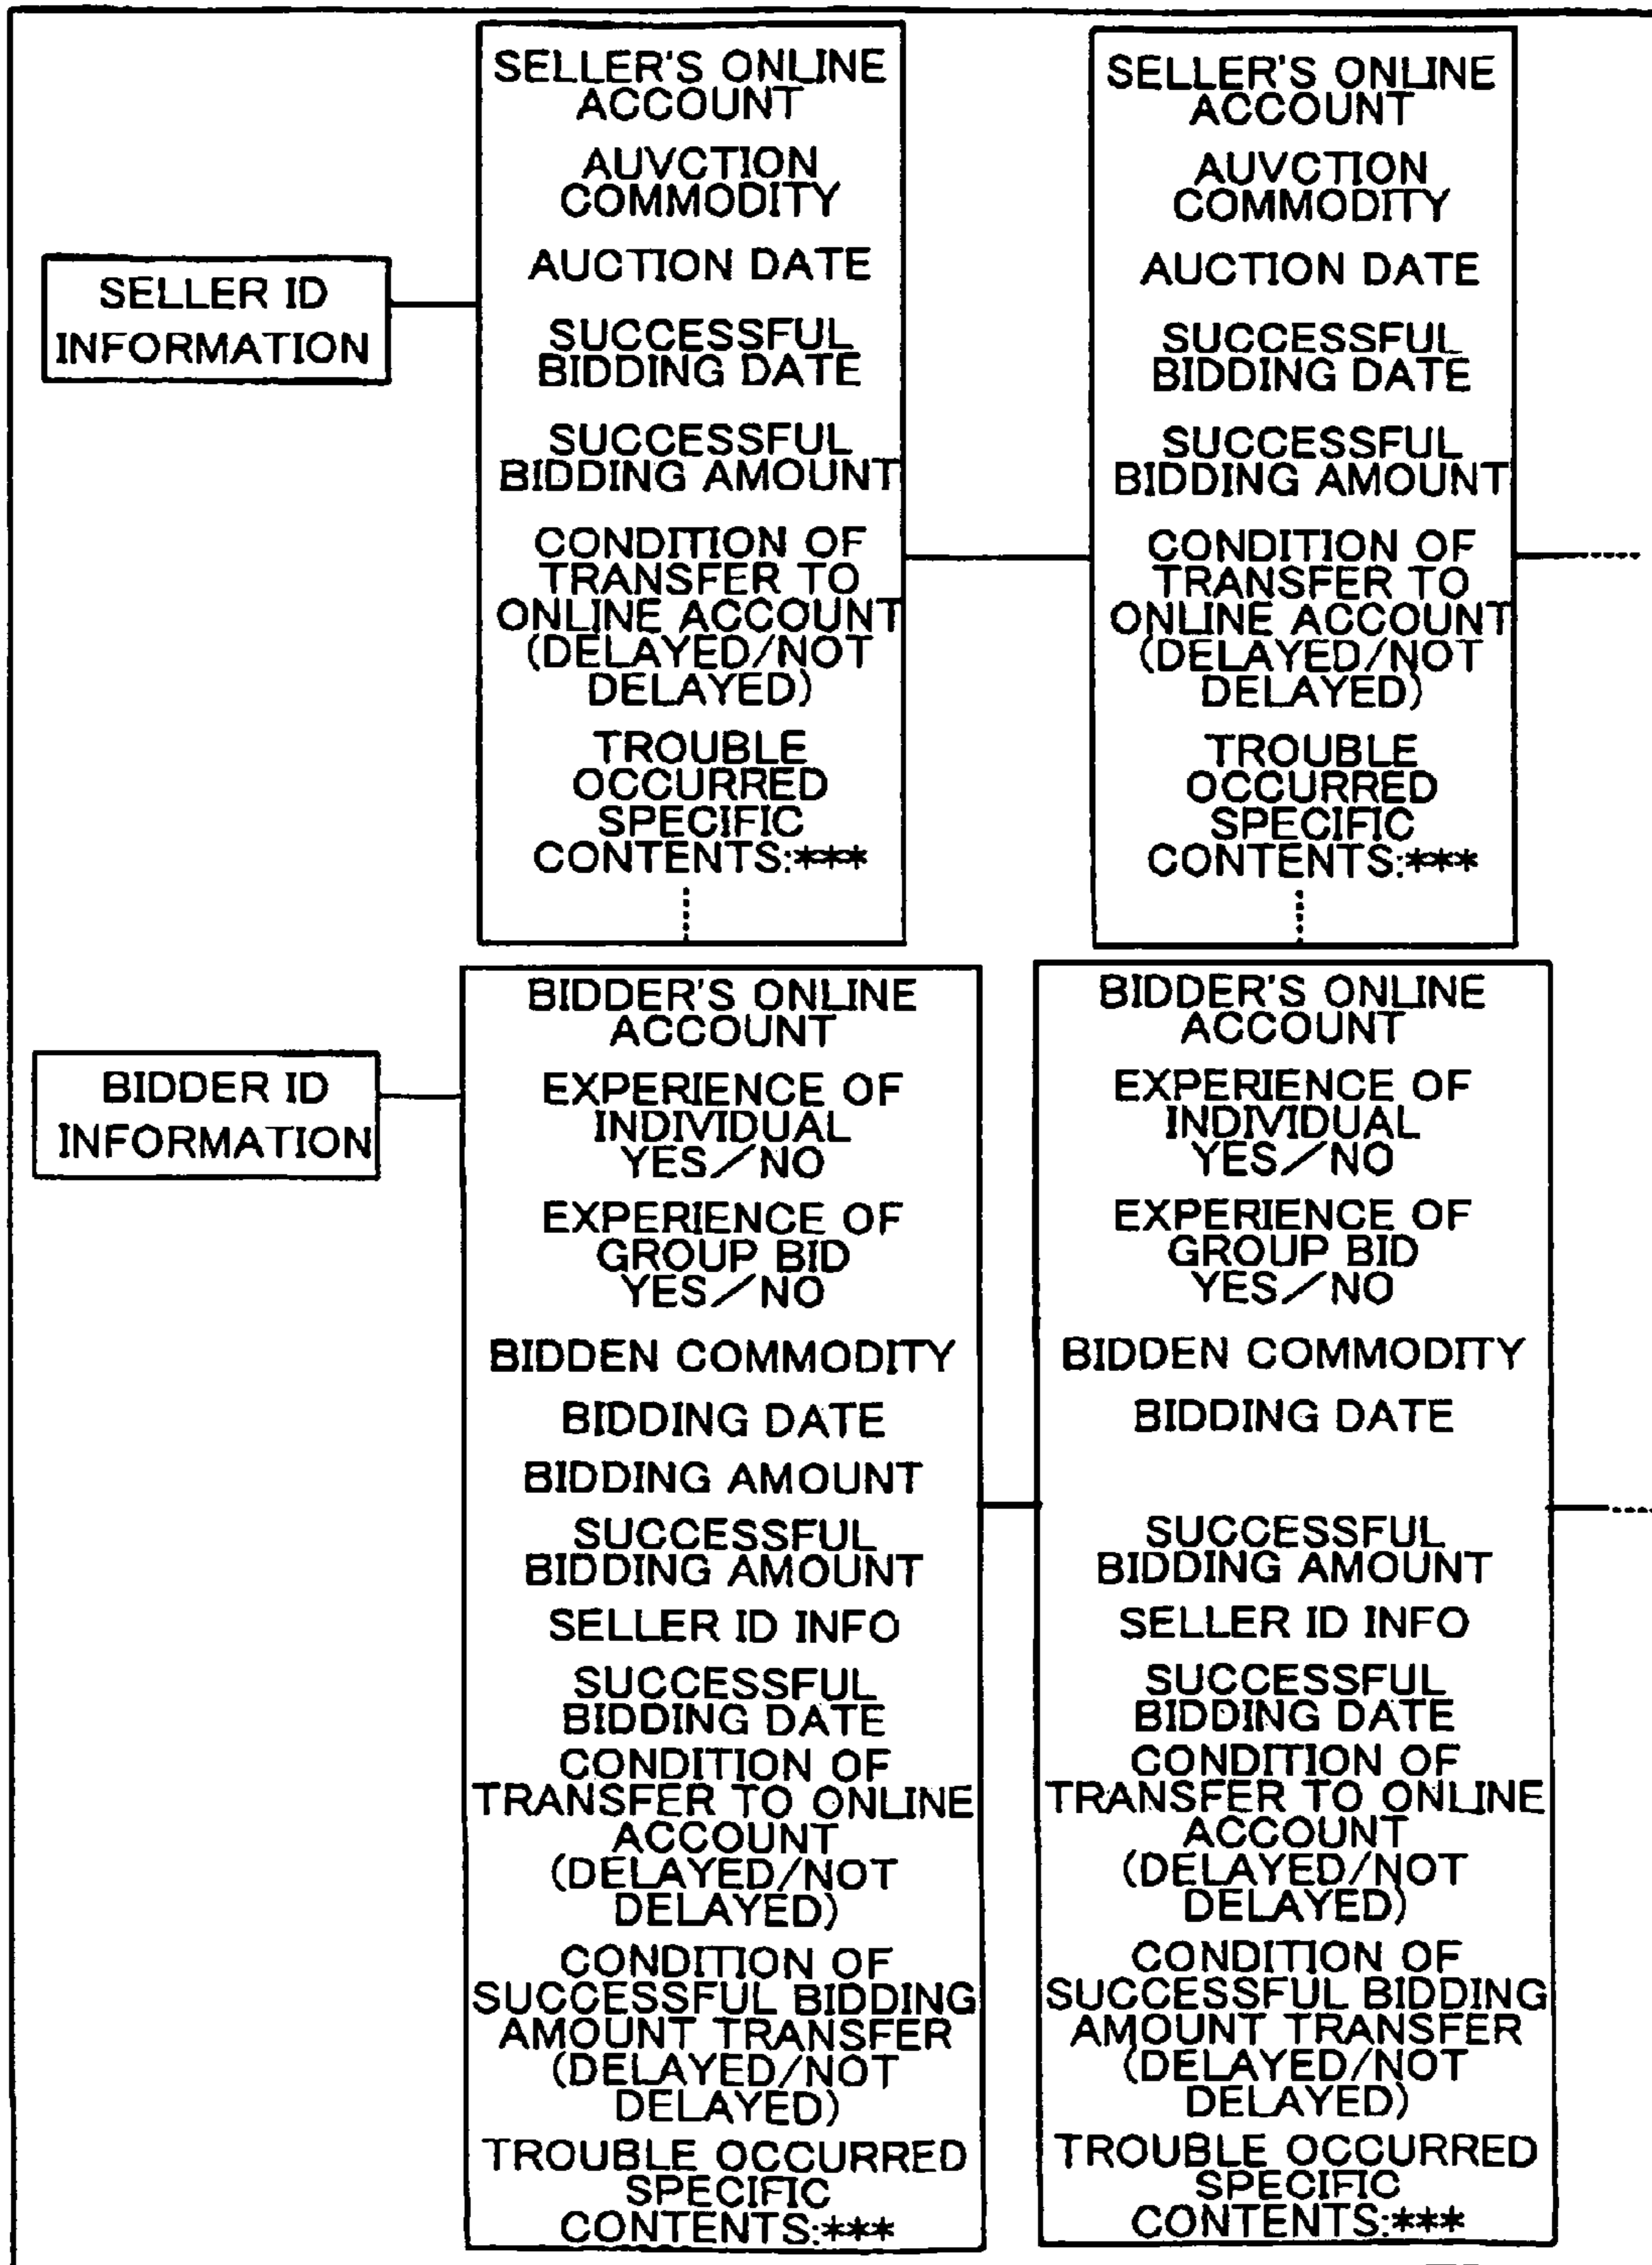 SELLER ID
INFORMATION
SELLER'S ONLINE
ACCOUNT
AUVCTION
COMMODITY
AUCTION DATE
SUCCESSFUL
BIDDING DATE
SUCCESSFUL
BIDDING AMOUNT
CONDITION OF
TRANSFER TO
ONLINE ACCOUNT
(DELAYED/NOT
DELAYED)
TROUBLE
OCCURRED
SPECIFIC
CONTENTS:***
SELLER'S ONLINE
ACCOUNT
AUVCTION
COMMODITY
AUCTION DATE
SUCCESSFUL
BIDDING DATE
SUCCESSFUL
BIDDING AMOUNT
CONDITION OF
TRANSFER TO
ONLINE ACCOUNT
(DELAYED/NOT
DELAYED)
TROUBLE
OCCURRED
SPECIFIC
CONTENTS:***
BIDDER ID
INFORMATION
BIDDER'S ONLINE
ACCOUNT
EXPERIENCE OF
INDIVIDUAL
YES/NO
EXPERIENCE OF
GROUP BID
YES/NO
BIDDEN COMMODITY
BIDDING DATE
BIDDING AMOUNT
SUCCESSFUL
BIDDING AMOUNT
SELLER ID INFO
SUCCESSFUL
BIDDING DATE
CONDITION OF
TRANSFER TO ONLINE
ACCOUNT
(DELAYED/NOT
DELAYED)
CONDITION OF
SUCCESSFUL BIDDING
AMOUNT TRANSFER
(DELAYED/NOT
DELAYED)
TROUBLE OCCURRED
SPECIFIC
CONTENTS:***
BIDDER'S ONLINE
ACCOUNT
EXPERIENCE OF
INDIVIDUAL
YES/NO
EXPERIENCE OF
GROUP BID
YES/NO
BIDDEN COMMODITY
BIDDING DATE
SUCCESSFUL
BIDDING AMOUNT
SELLER ID INFO
SUCCESSFUL
BIDDING DATE
CONDITION OF
TRANSFER TO ONLINE
ACCOUNT
(DELAYED/NOT
DELAYED)
CONDITION OF
SUCCESSFUL BIDDING
AMOUNT TRANSFER
(DELAYED/NOT
DELAYED)
TROUBLE OCCURRED
SPECIFIC
CONTENTS:***